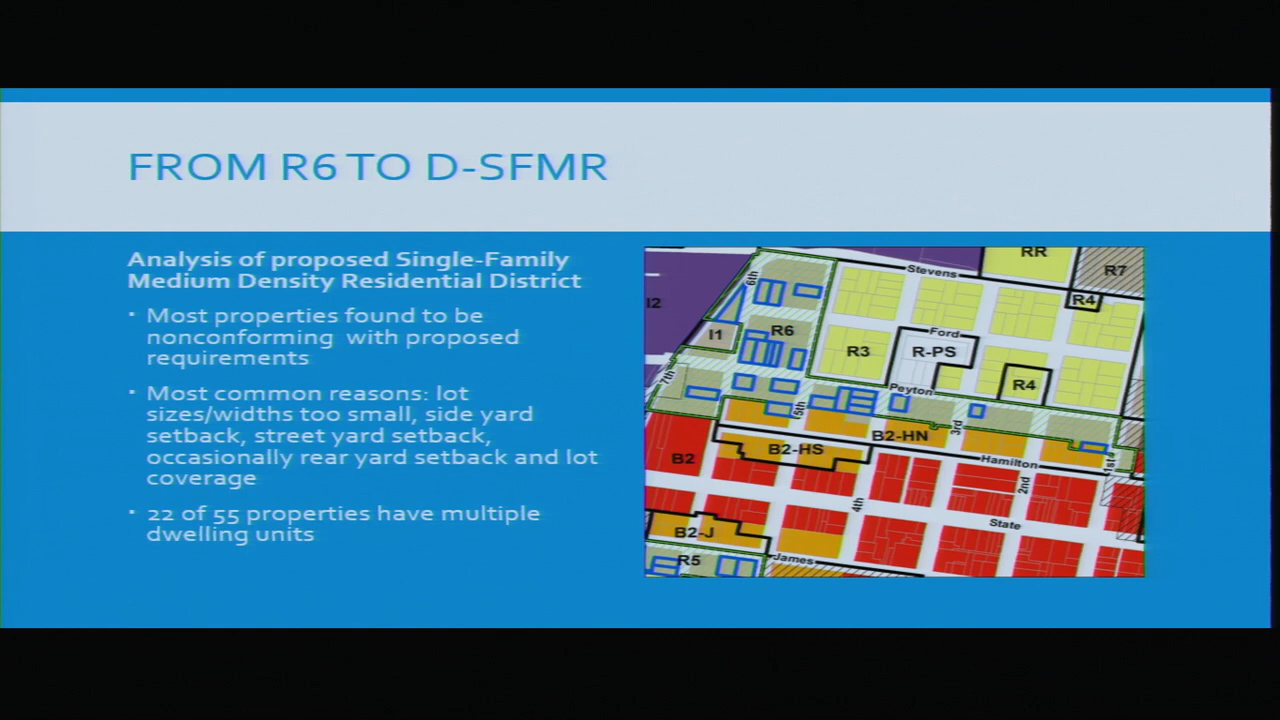 FROM R6 TO D-SFMR
Analysis of proposed Single-Family
Medium Density Residential District
Most properties found to be
nonconforming with proposed
requirements
Most common reasons: lot
sizes/widths too small, side yard
setback, street yard setback,
occasionally rear yard setback and lot
coverage
22 of 55 properties have multiple
dwelling units
RR
R7
Stevens
6th
R4
I2
I1
R6
Ford
R3
R-PS
R4
7th
Peyton
5th
3rd
B2-HN
B2-HS
B2
Hamilton
1st
2nd
4th
State
B2-J
James
R5